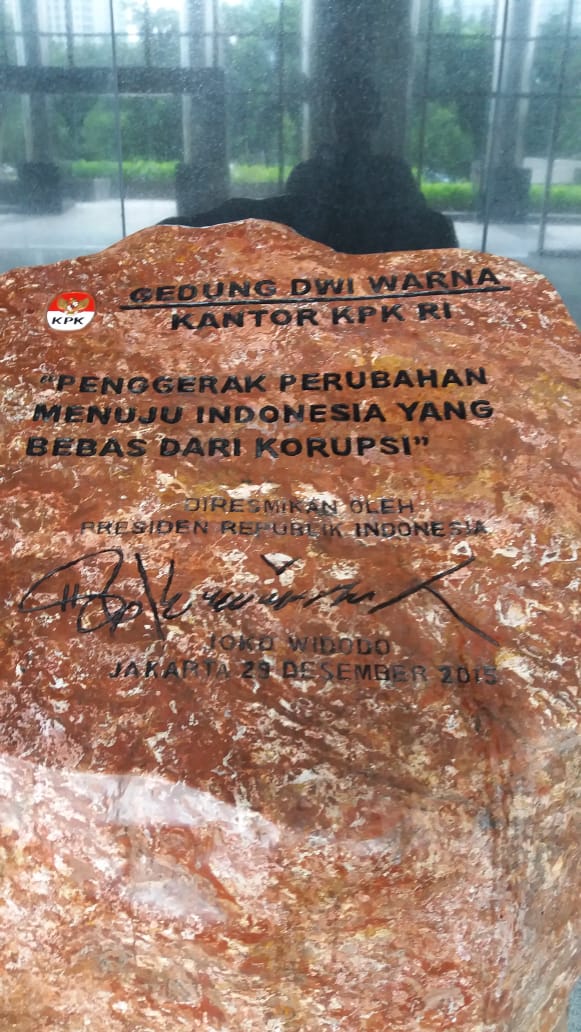 GEDUNG DWI WARNA
KANTOR KPK RI
KPK
"PENGGERAK PERUBAHAN
MENUJU INDONESIA YANG
BEBAS DARI KORUPSI"
DIRESMIKAN OLEH
PRESIDEN REPUBLIK INDONESIA
JOKO WIDODO
JAKARTA 29 DESEMBER 2015